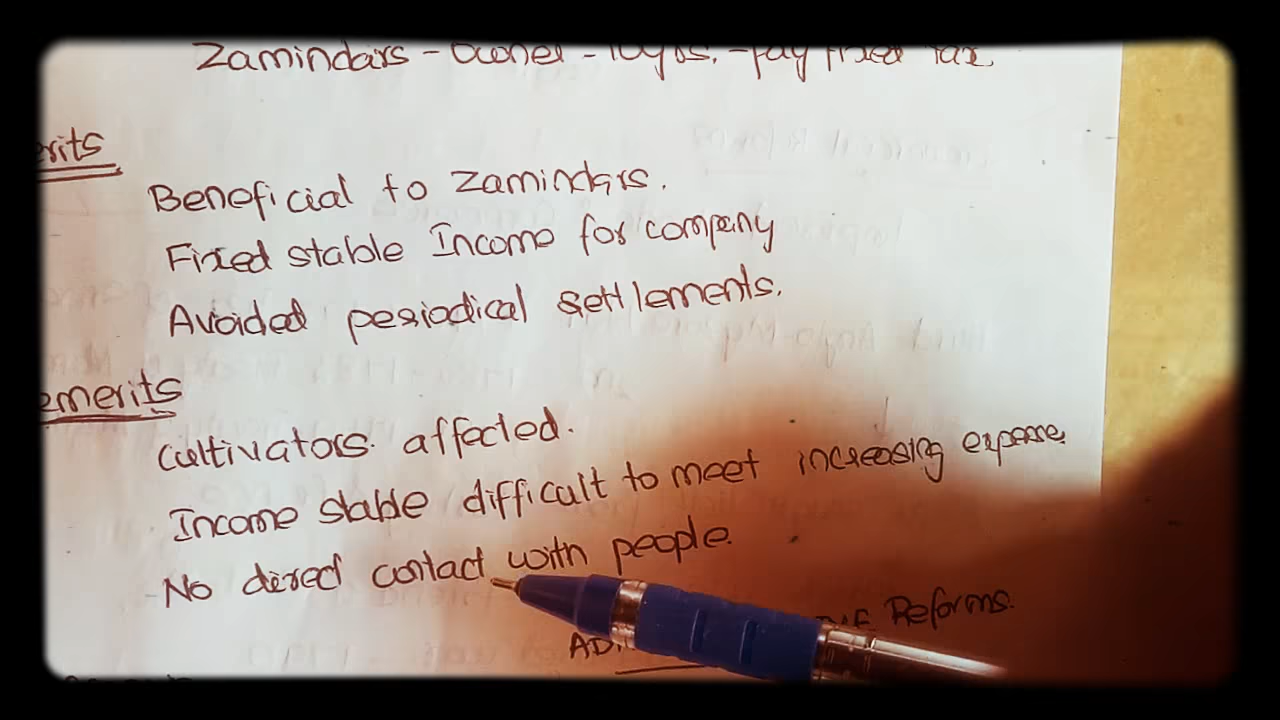 Zamindars - Owner - 10yrs. - pay fixed Tax.
erits
Beneficial to Zamindars.
Fixed stable Income for company
Avoided periodical settlements.
emerits
Cultivators. affected.
Income stable difficult to meet increasing expense
No direct contact with people.
Reforms.